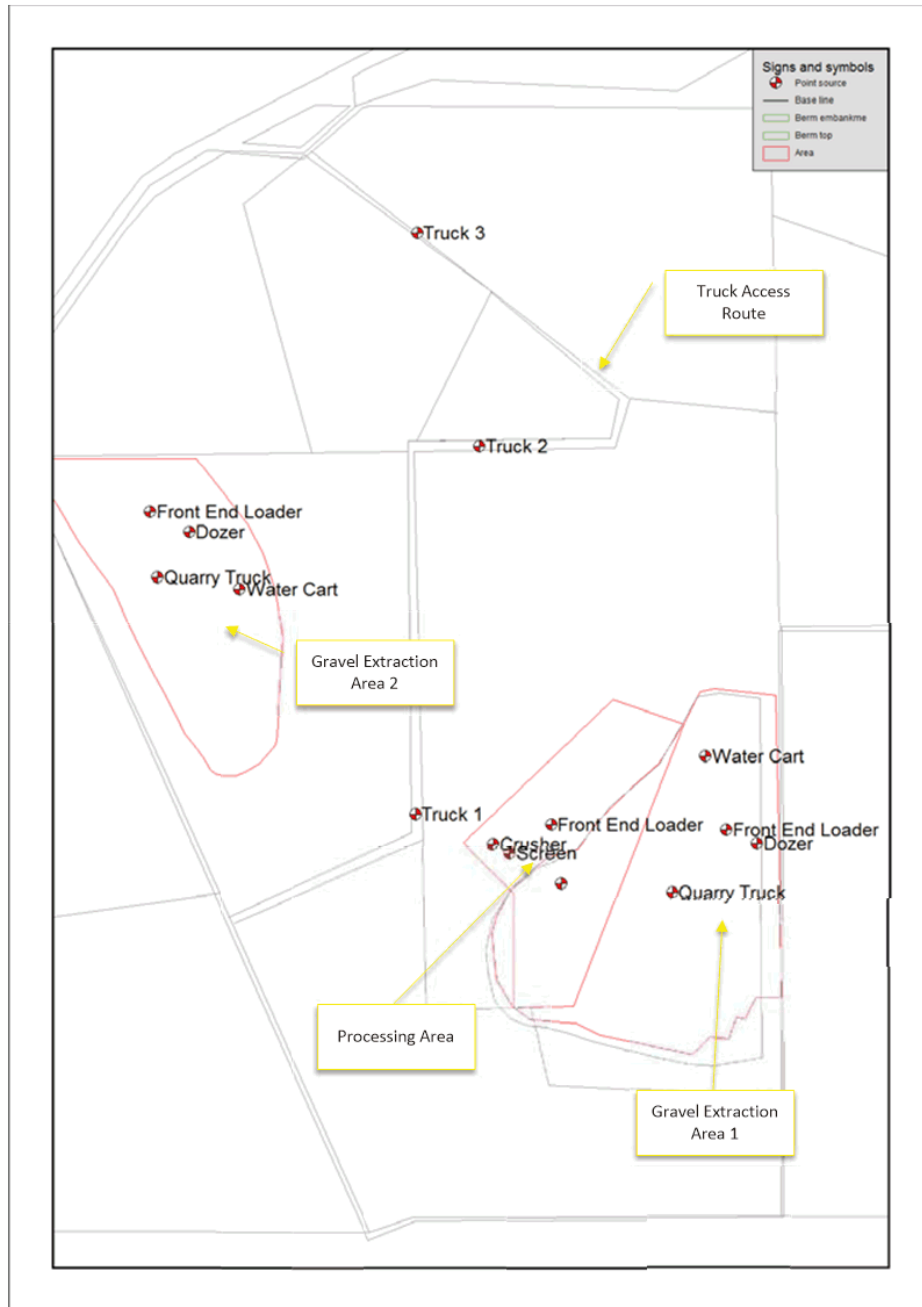 Signs and symbols
Point source
Base line
Berm embankme
Berm top
Area
Truck 3
Truck Access
Route
Truck 2
Front End Loader
Dozer
Quarry Truck
Water Cart
Gravel Extraction
Area 2
Water Cart
Truck 1
Front End Loader
Front End Loader
Crusher
Dozer
Screen
Quarry Truck
Processing Area
Gravel Extraction
Area 1